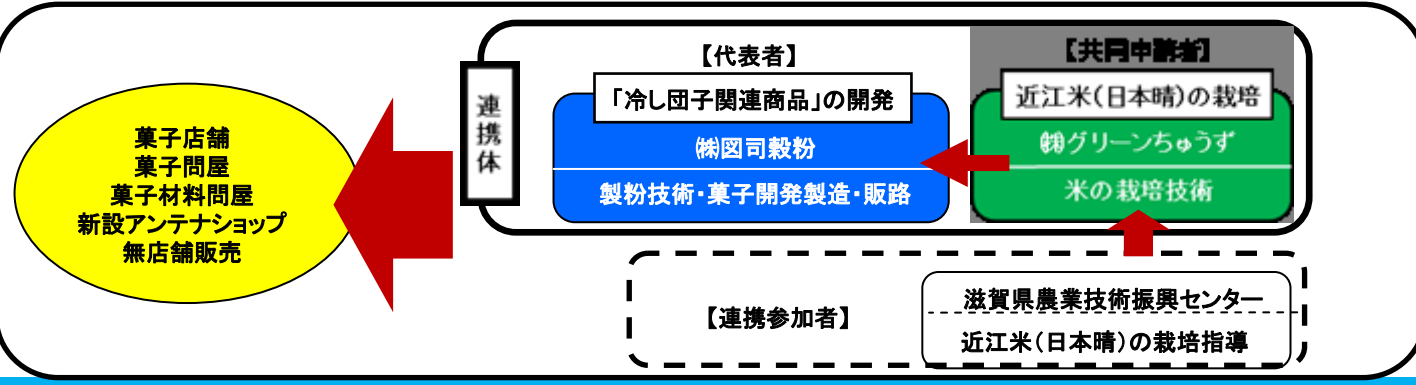 菓子店舗
菓子問屋
菓子材料問屋
新設アンテナショップ
無店舗販売
連携体
【代表者】
「冷し団子関連商品」の開発
㈱図司穀粉
製粉技術・菓子開発製造・販路
【共同申請者】
近江米(日本晴)の栽培
グリーンちゅうず
米の栽培技術
【連携参加者】
滋賀県農業技術振興センター
近江米(日本晴)の栽培指導